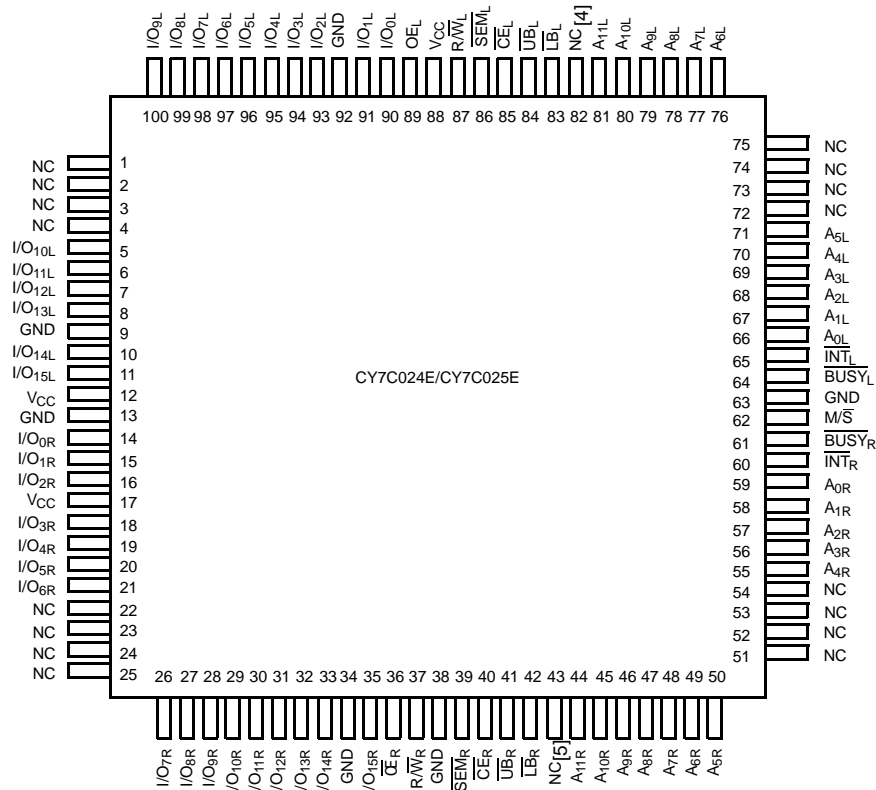 I/O9L I/O8L I/O7L I/O6L I/O5L I/O4L I/O3L I/O2L GND I/O1L I/O0L OEL VCC R/WL SEML CEL UBL LBL NC[4] A11L A10L A9L A8L A7L A6L
100 99 98 97 96 95 94 93 92 91 90 89 88 87 86 85 84 83 82 81 80 79 78 77 76
NC 1
NC 2
NC 3
NC 4
I/O10L 5
I/O11L 6
I/O12L 7
I/O13L 8
GND 9
I/O14L 10
I/O15L 11
VCC 12
GND 13
I/O0R 14
I/O1R 15
I/O2R 16
VCC 17
I/O3R 18
I/O4R 19
I/O5R 20
I/O6R 21
NC 22
NC 23
NC 24
NC 25
CY7C024E/CY7C025E
75 NC
74 NC
73 NC
72 NC
71 A5L
70 A4L
69 A3L
68 A2L
67 A1L
66 A0L
65 INTL
64 BUSYL
63 GND
62 M/S
61 BUSYR
60 INTR
59 A0R
58 A1R
57 A2R
56 A3R
55 A4R
54 NC
53 NC
52 NC
51 NC
26 27 28 29 30 31 32 33 34 35 36 37 38 39 40 41 42 43 44 45 46 47 48 49 50
I/O7R I/O8R I/O9R /O10R /O11R /O12R /O13R /O14R GND /O15R OER R/WR GND SEMR CER UBR LBR NC[5] A11R A10R A9R A8R A7R A6R A5R